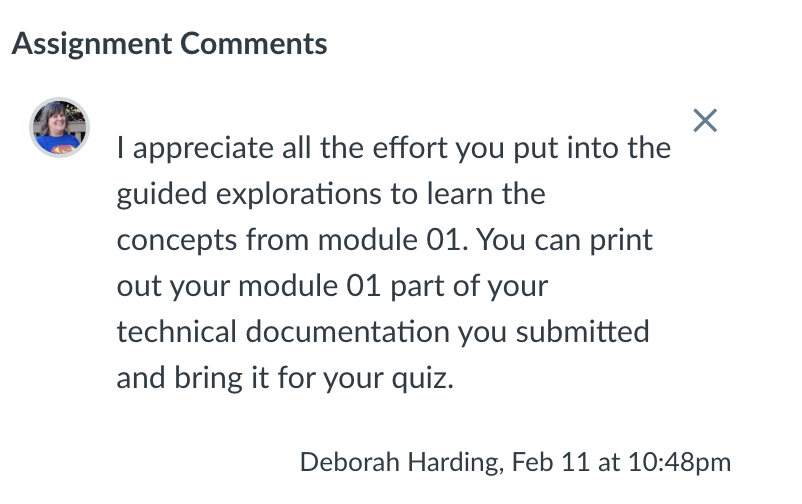 Assignment Comments
I appreciate all the effort you put into the
guided explorations to learn the
concepts from module 01. You can print
out your module 01 part of your
technical documentation you submitted
and bring it for your quiz.
Deborah Harding, Feb 11 at 10:48pm